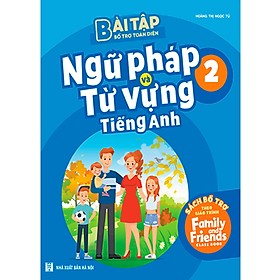 HOÀNG THỊ NGỌC TÚ
BÀI TẬP
BỔ TRỢ TOÀN DIỆN
Ngữ pháp 2
và
Từ vựng
Tiếng Anh
SÁCH BỔ TRỢ
THEO GIÁO TRÌNH
Family
and
Friends
CLASS BOOK
NHÀ XUẤT BẢN HÀ NỘI